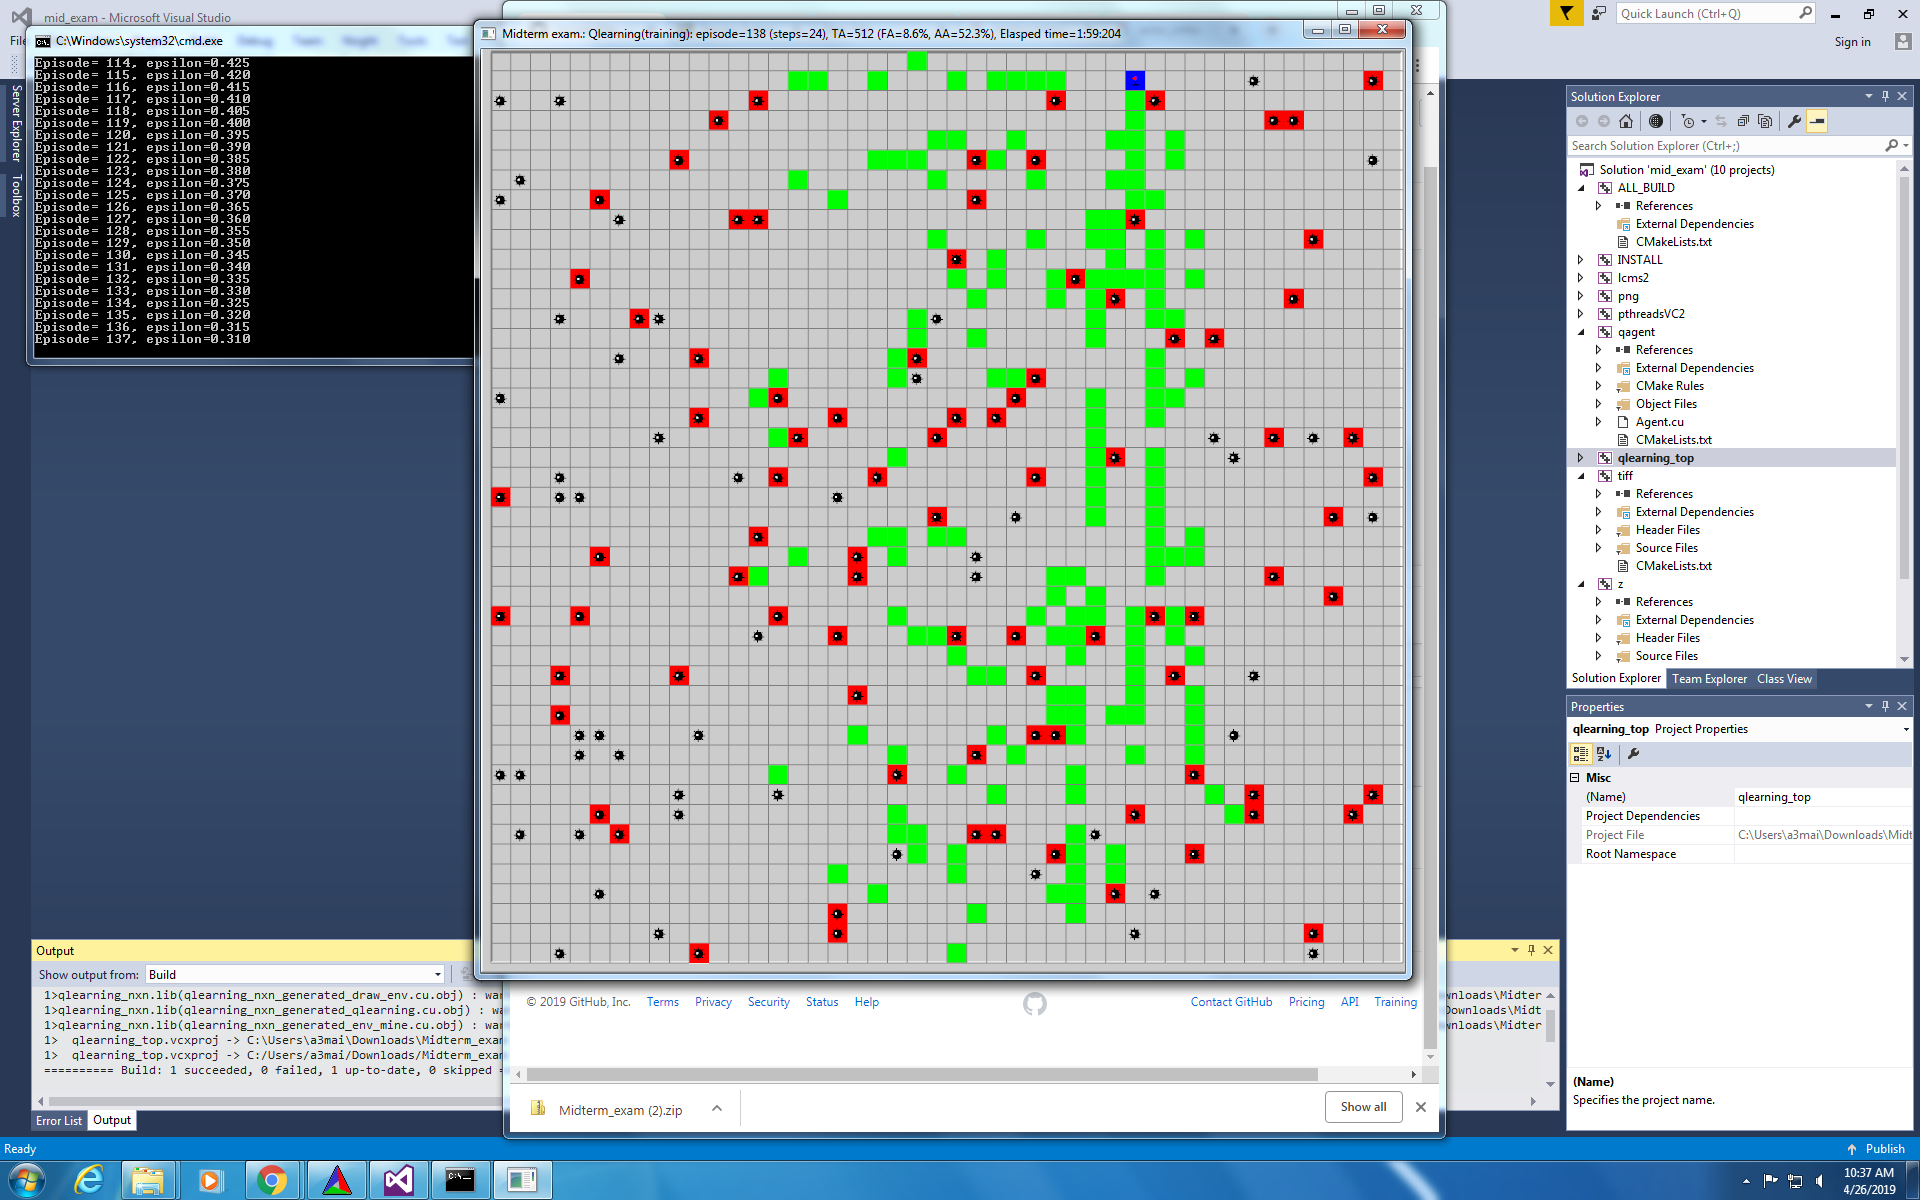 mid_exam - Microsoft Visual Studio
Quick Launch (Ctrl+Q)
Sign in
C:\Windows\system32\cmd.exe
Episode= 114, epsilon=0.425
Episode= 115, epsilon=0.420
Episode= 116, epsilon=0.415
Episode= 117, epsilon=0.410
Episode= 118, epsilon=0.405
Episode= 119, epsilon=0.400
Episode= 120, epsilon=0.395
Episode= 121, epsilon=0.390
Episode= 122, epsilon=0.385
Episode= 123, epsilon=0.380
Episode= 124, epsilon=0.375
Episode= 125, epsilon=0.370
Episode= 126, epsilon=0.365
Episode= 127, epsilon=0.360
Episode= 128, epsilon=0.355
Episode= 129, epsilon=0.350
Episode= 130, epsilon=0.345
Episode= 131, epsilon=0.340
Episode= 132, epsilon=0.335
Episode= 133, epsilon=0.330
Episode= 134, epsilon=0.325
Episode= 135, epsilon=0.320
Episode= 136, epsilon=0.315
Episode= 137, epsilon=0.310
Server Explorer
Toolbox
Midterm exam.: Qlearning(training): episode=138 (steps=24), TA=512 (FA=8.6%, AA=52.3%), Elasped time=1:59:204
Solution Explorer
Search Solution Explorer (Ctrl+;)
Solution 'mid_exam' (10 projects)
ALL_BUILD
References
External Dependencies
CMakeLists.txt
INSTALL
lcms2
png
pthreadsVC2
qagent
References
External Dependencies
CMake Rules
Object Files
Agent.cu
CMakeLists.txt
qlearning_top
tiff
References
External Dependencies
Header Files
Source Files
CMakeLists.txt
z
References
External Dependencies
Header Files
Source Files
Solution Explorer Team Explorer Class View
Properties
qlearning_top Project Properties
Misc
(Name) qlearning_top
Project Dependencies
Project File C:\Users\a3mai\Downloads\Midt
Root Namespace
(Name)
Specifies the project name.
Output
Show output from: Build
1>qlearning_nxn.lib(qlearning_nxn_generated_draw_env.cu.obj) : war
1>qlearning_nxn.lib(qlearning_nxn_generated_qlearning.cu.obj) : wa
1>qlearning_nxn.lib(qlearning_nxn_generated_env_mine.cu.obj) : war
1> qlearning_top.vcxproj -> C:\Users\a3mai\Downloads\Midterm_exam
1> qlearning_top.vcxproj -> C:/Users/a3mai/Downloads/Midterm_exam
========== Build: 1 succeeded, 0 failed, 1 up-to-date, 0 skipped =
wnloads\Midter
Downloads\Midt
wnloads\Midter
Error List Output
© 2019 GitHub, Inc. Terms Privacy Security Status Help Contact GitHub Pricing API Training
Midterm_exam (2).zip
Show all
Ready
Publish
10:37 AM
4/26/2019